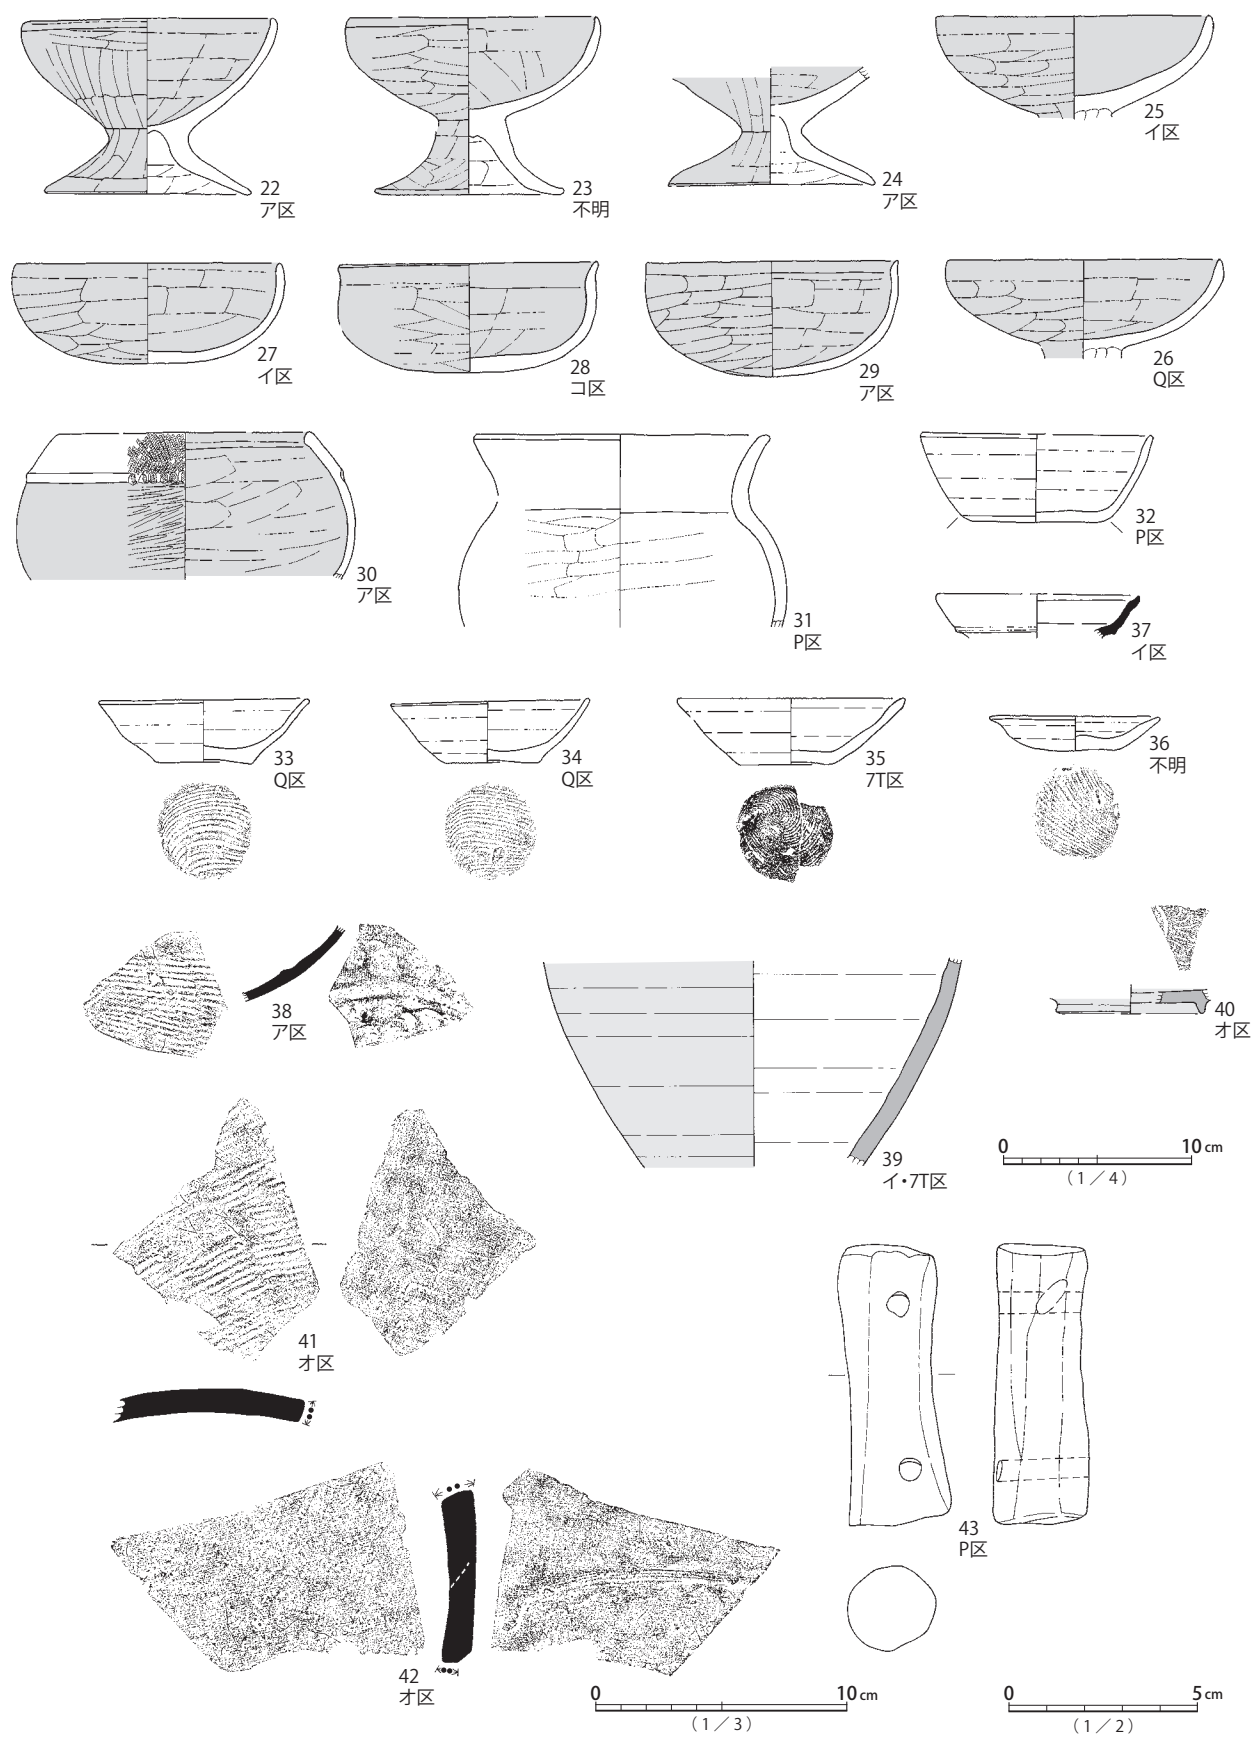 22
ア区
23
不明
24
ア区
25
イ区
27
イ区
28
コ区
29
ア区
26
Q区
30
ア区
31
P区
32
P区
37
イ区
33
Q区
34
Q区
35
7T区
36
不明
38
ア区
39
イ・7T区
40
オ区
0 10cm
(1/4)
41
オ区
43
P区
42
オ区
0 10cm
(1/3)
0 5cm
(1/2)